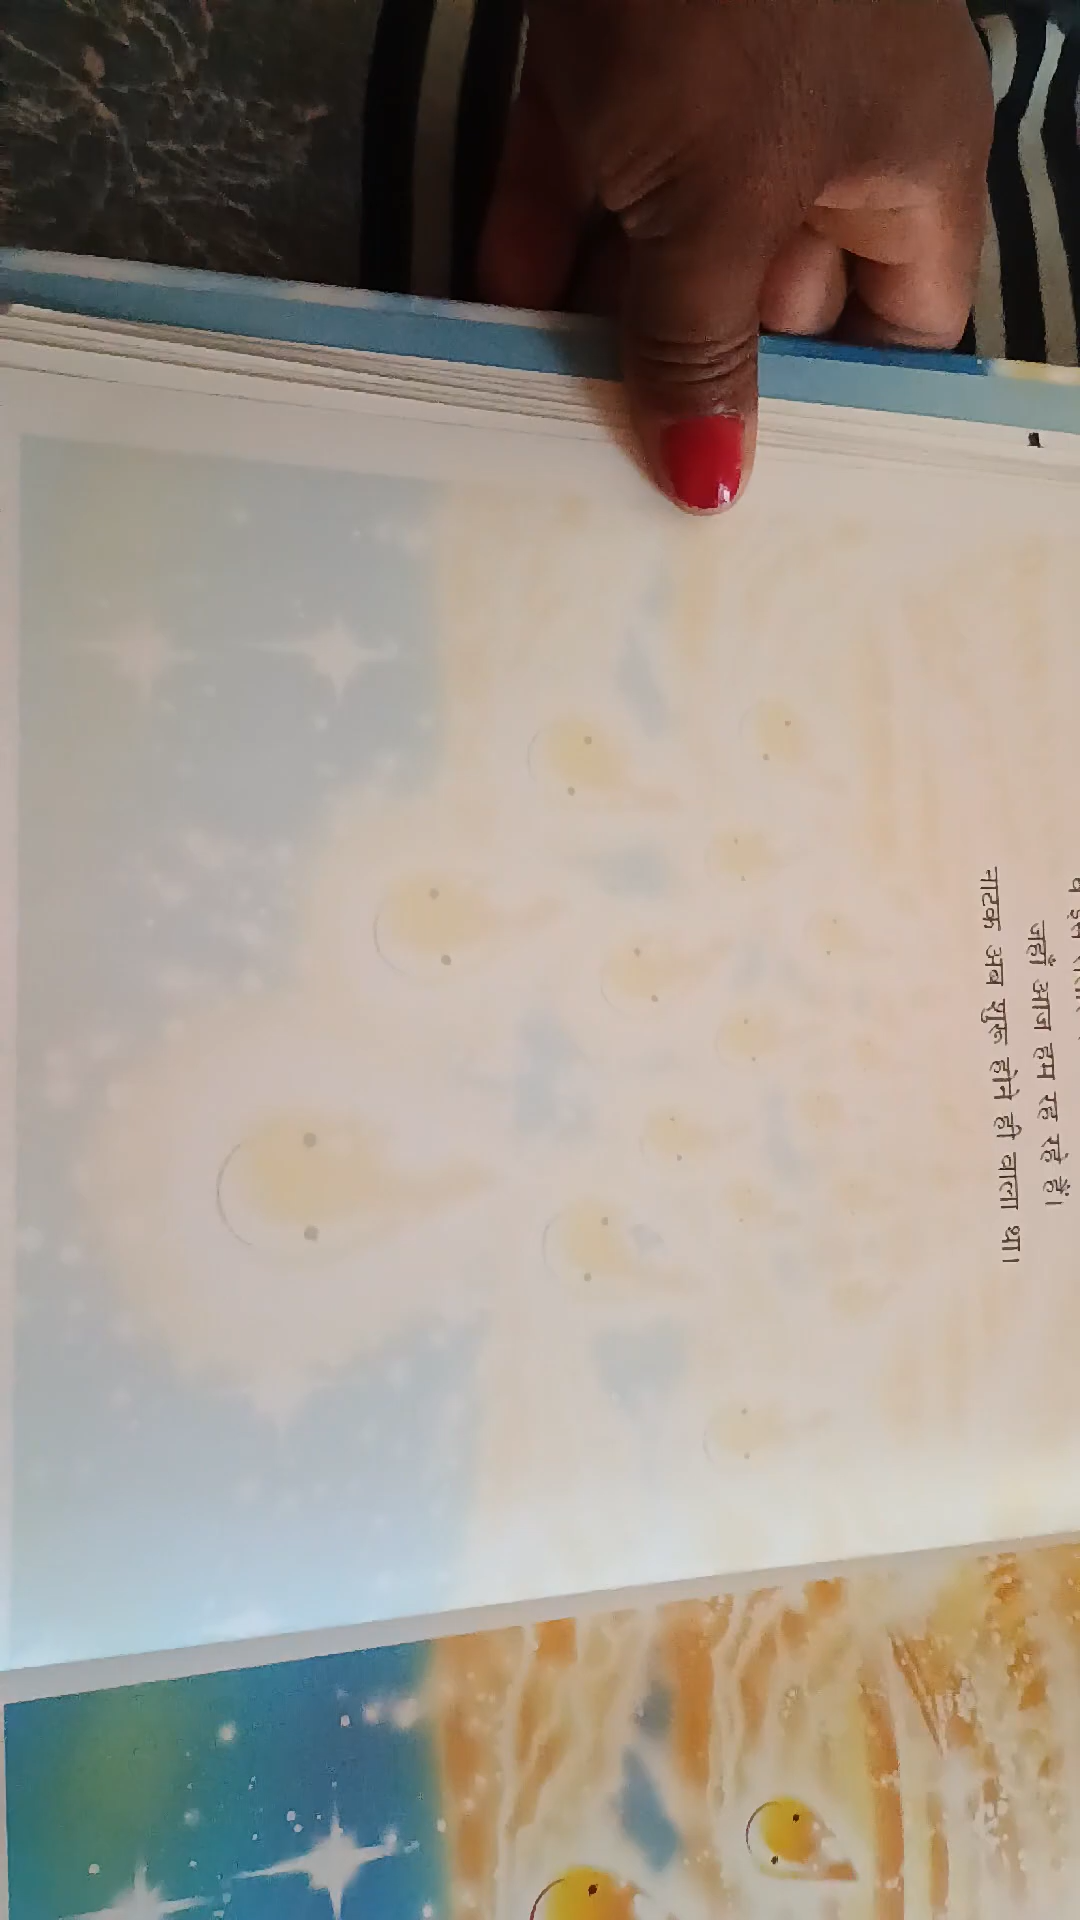 जहाँ आज हम रह रहे हैं।
नाटक अब शुरू होने ही वाला था।